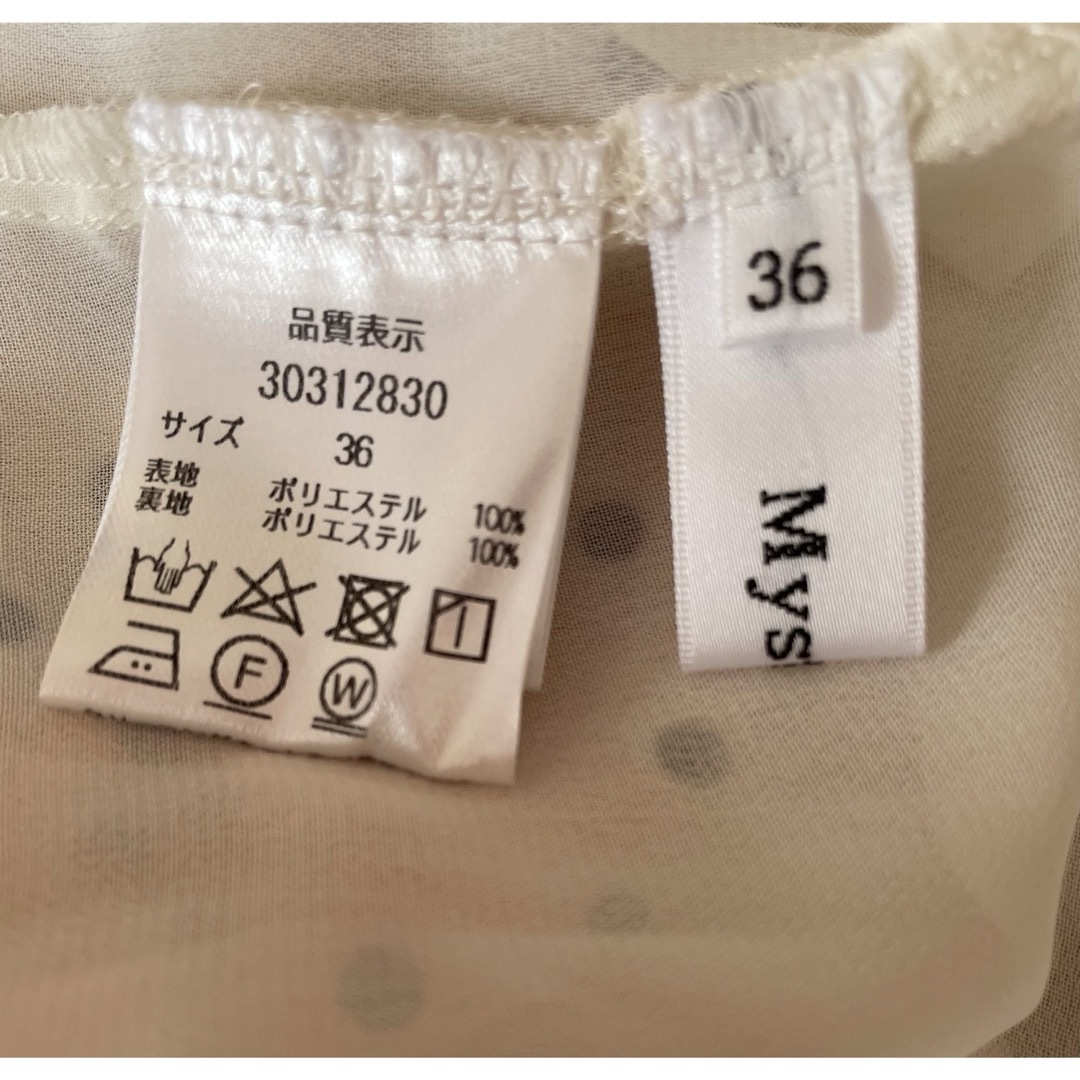 品質表示
30312830
サイズ 36
表地 ポリエステル 100%
裏地 ポリエステル 100%
F
W
36
Mys